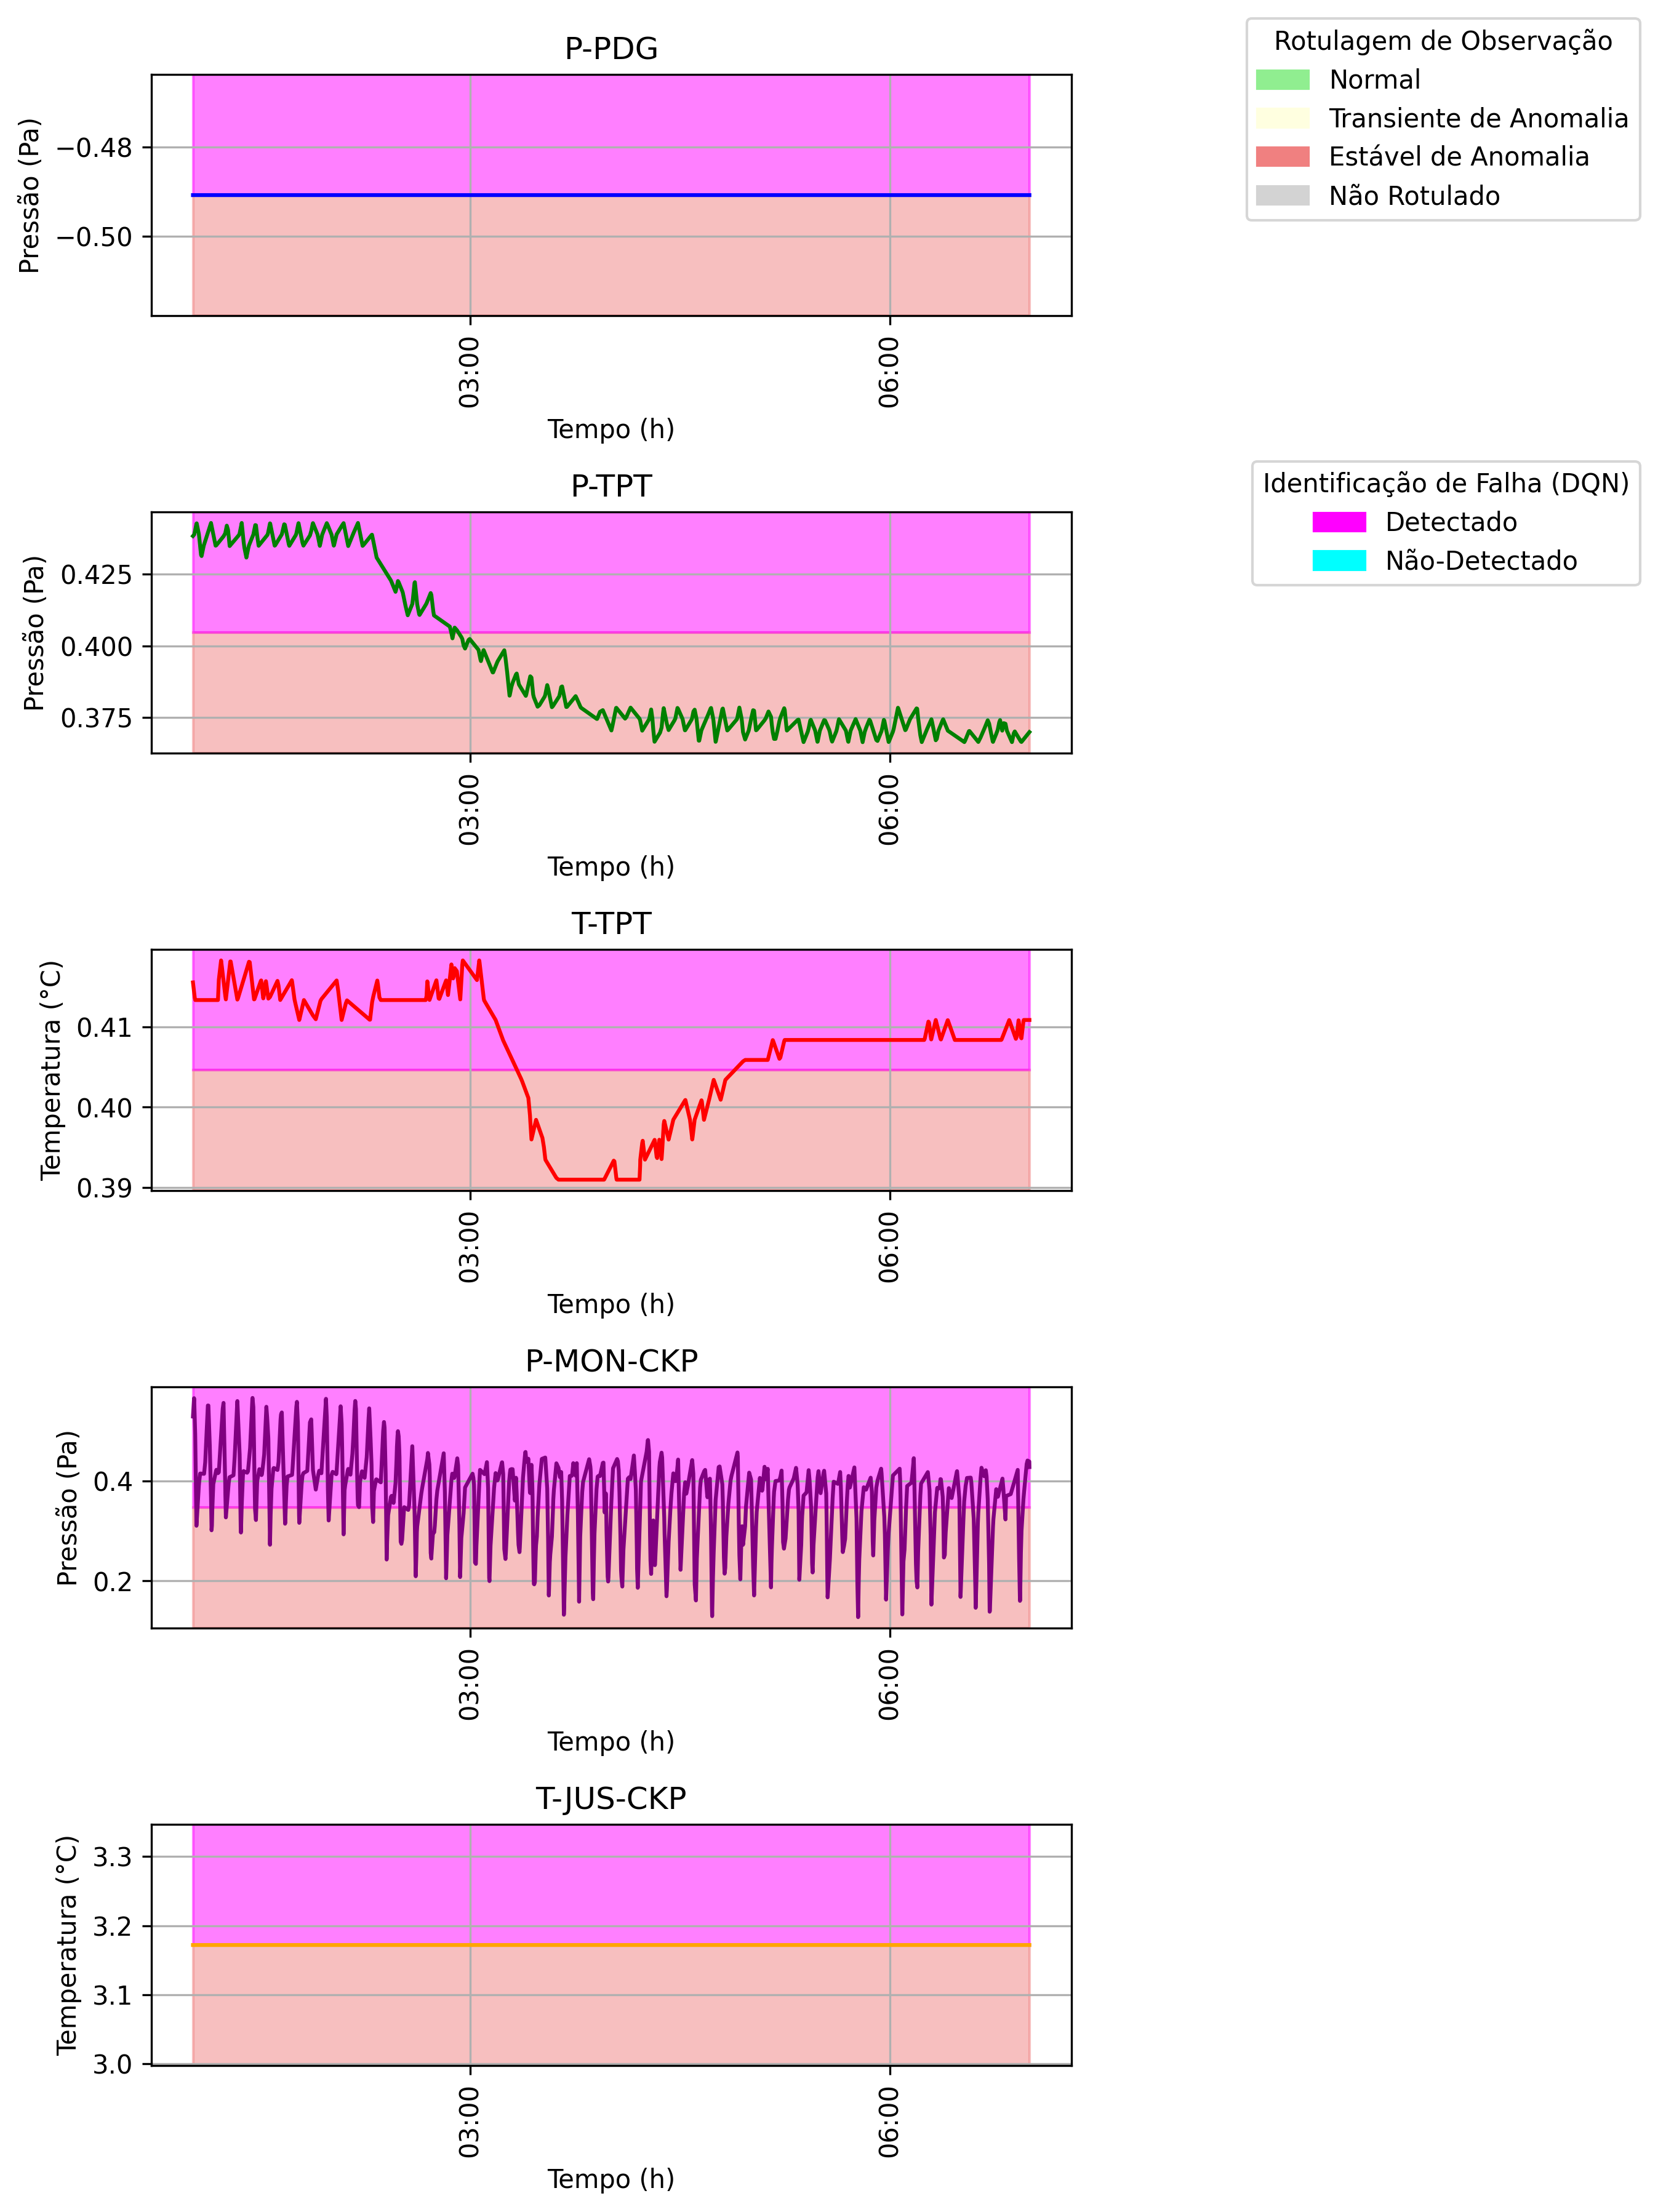 P-PDG
Pressão (Pa)
−0.48
−0.50
03:00
06:00
Tempo (h)
Rotulagem de Observação
Normal
Transiente de Anomalia
Estável de Anomalia
Não Rotulado
P-TPT
Pressão (Pa)
0.425
0.400
0.375
03:00
06:00
Tempo (h)
Identificação de Falha (DQN)
Detectado
Não-Detectado
T-TPT
Temperatura (°C)
0.41
0.40
0.39
03:00
06:00
Tempo (h)
P-MON-CKP
Pressão (Pa)
0.4
0.2
03:00
06:00
Tempo (h)
T-JUS-CKP
Temperatura (°C)
3.3
3.2
3.1
3.0
03:00
06:00
Tempo (h)